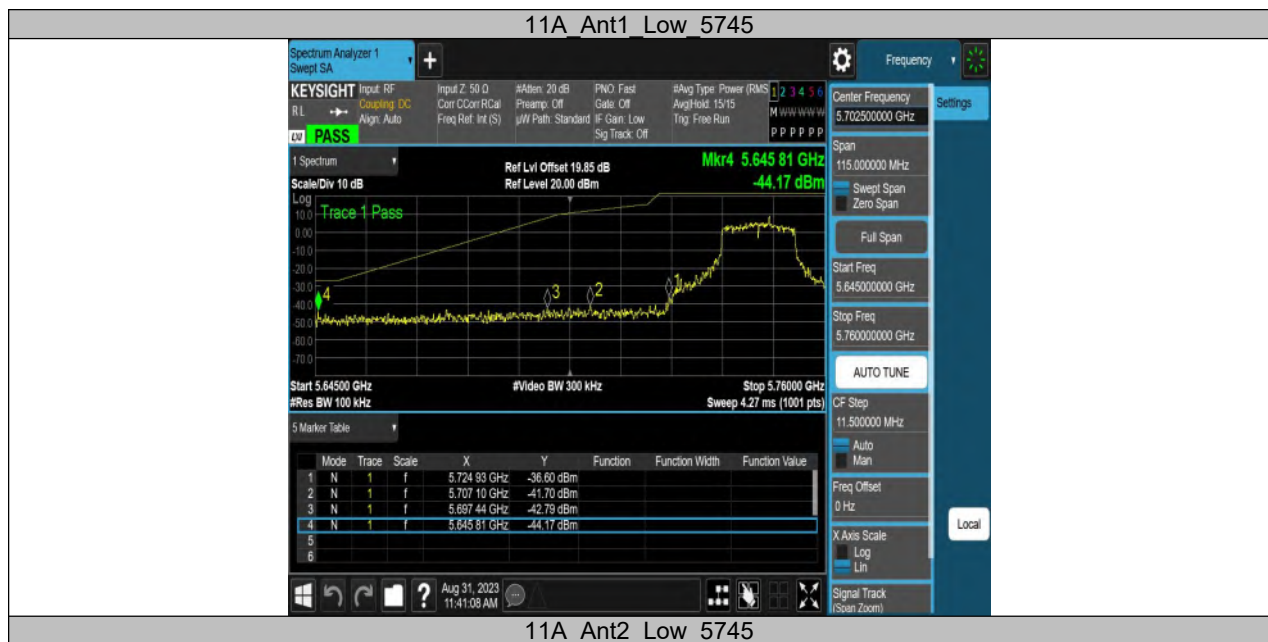 11A_Ant1_Low_5745
Spectrum Analyzer 1
Swept SA
+
Frequency
KEYSIGHT
R L
LXI
PASS
Input: RF
Coupling: DC
Align: Auto
Input Z: 50 Ω
Corr CCorr RCal
Freq Ref: Int (S)
#Atten: 20 dB
Preamp: Off
µW Path: Standard
PNO: Fast
Gate: Off
IF Gain: Low
Sig Track: Off
#Avg Type: Power (RMS
Avg|Hold: 15/15
Trig: Free Run
1 2 3 4 5 6
M W W W W W
P P P P P P
Center Frequency
5.702500000 GHz
Settings
Span
115.000000 MHz
Swept Span
Zero Span
Full Span
Start Freq
5.645000000 GHz
Stop Freq
5.760000000 GHz
AUTO TUNE
CF Step
11.500000 MHz
Auto
Man
Freq Offset
0 Hz
X Axis Scale
Log
Lin
Signal Track
(Span Zoom)
Local
1 Spectrum
Scale/Div 10 dB
Ref Lvl Offset 19.85 dB
Ref Level 20.00 dBm
Mkr4 5.645 81 GHz
-44.17 dBm
Log
Trace 1 Pass
10.0
0.00
-10.0
-20.0
-30.0
-40.0
-50.0
-60.0
-70.0
4
3
2
1
Start 5.64500 GHz
#Res BW 100 kHz
#Video BW 300 kHz
Stop 5.76000 GHz
Sweep 4.27 ms (1001 pts)
5 Marker Table
Mode Trace Scale X Y Function Function Width Function Value
1 N 1 f 5.724 93 GHz -36.60 dBm
2 N 1 f 5.707 10 GHz -41.70 dBm
3 N 1 f 5.697 44 GHz -42.79 dBm
4 N 1 f 5.645 81 GHz -44.17 dBm
5
6
?
Aug 31, 2023
11:41:08 AM
11A_Ant2_Low_5745